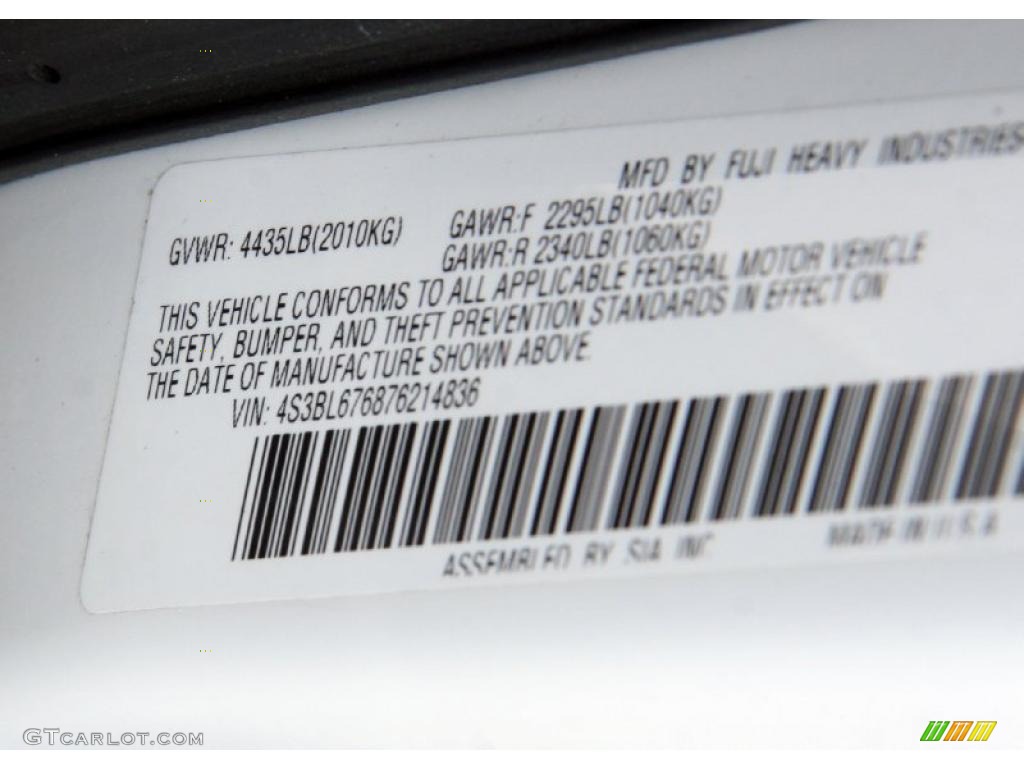 MFD BY FUJI HEAVY INDUSTRIES
GVWR: 4435LB(2010KG) GAWR:F 2295LB(1040KG)
GAWR:R 2340LB(1060KG)
THIS VEHICLE CONFORMS TO ALL APPLICABLE FEDERAL MOTOR VEHICLE
SAFETY, BUMPER, AND THEFT PREVENTION STANDARDS IN EFFECT ON
THE DATE OF MANUFACTURE SHOWN ABOVE.
VIN: 4S3BL676876214836
ASSEMBLED BY SIA INC
MADE IN U.S.A
GTCARLOT.COM